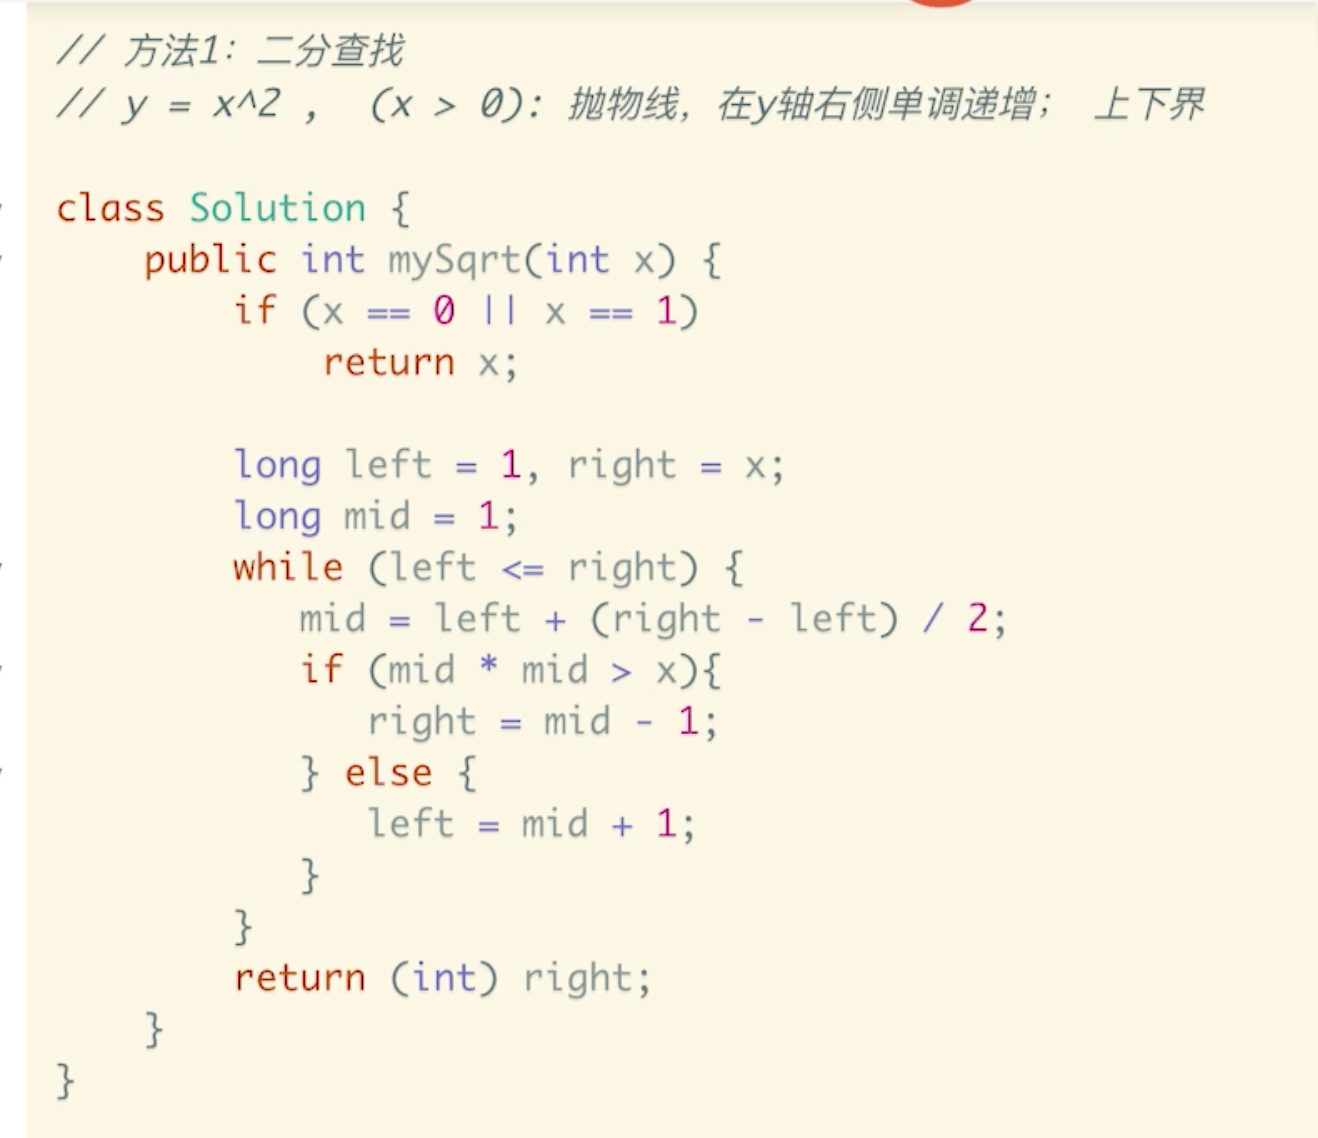 // 方法1：二分查找
// y = x^2 , (x > 0): 抛物线，在y轴右侧单调递增； 上下界
class Solution {
public int mySqrt(int x) {
if (x == 0 || x == 1)
return x;
long left = 1, right = x;
long mid = 1;
while (left <= right) {
mid = left + (right - left) / 2;
if (mid * mid > x){
right = mid - 1;
} else {
left = mid + 1;
}
}
return (int) right;
}
}